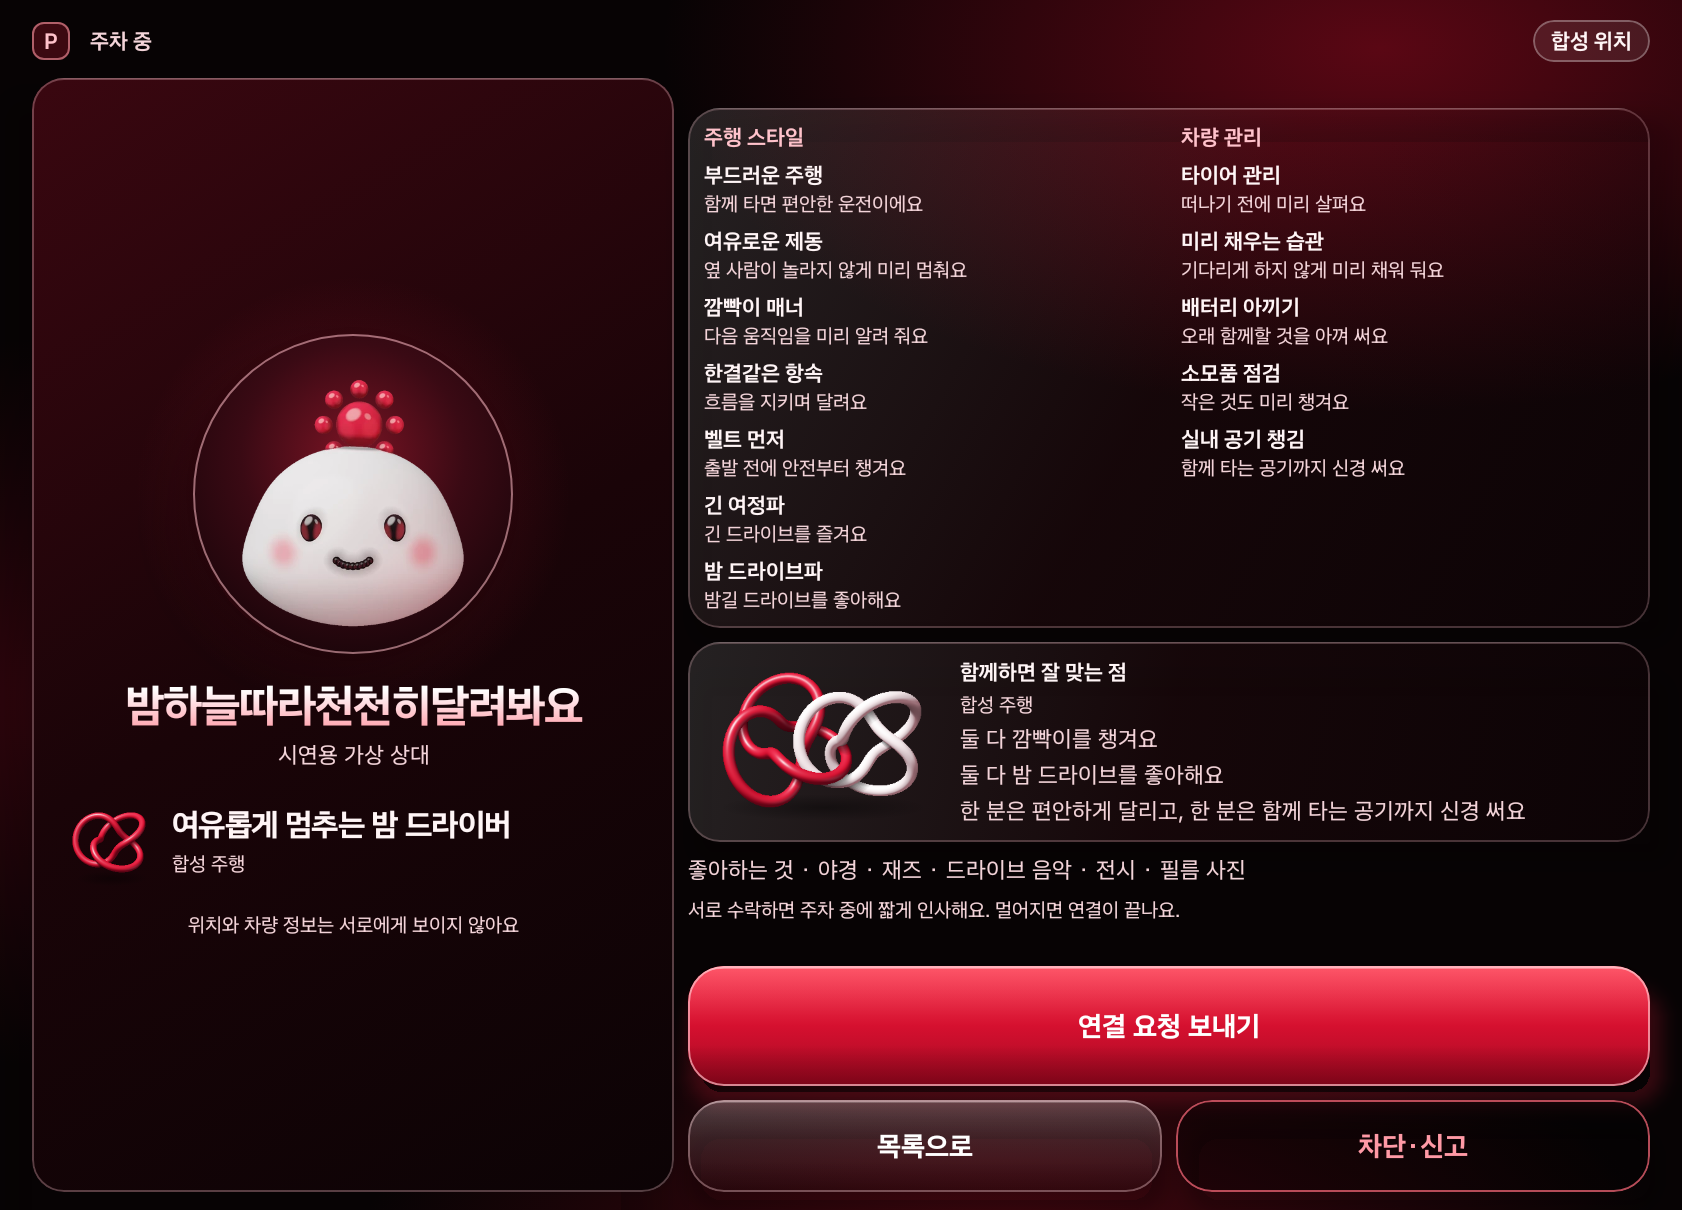 P 주차 중
합성 위치
밤하늘따라천천히달려봐요
시연용 가상 상대
여유롭게 멈추는 밤 드라이버
합성 주행
위치와 차량 정보는 서로에게 보이지 않아요
주행 스타일
부드러운 주행
함께 타면 편안한 운전이에요
여유로운 제동
옆 사람이 놀라지 않게 미리 멈춰요
깜빡이 매너
다음 움직임을 미리 알려 줘요
한결같은 항속
흐름을 지키며 달려요
벨트 먼저
출발 전에 안전부터 챙겨요
긴 여정파
긴 드라이브를 즐겨요
밤 드라이브파
밤길 드라이브를 좋아해요
차량 관리
타이어 관리
떠나기 전에 미리 살펴요
미리 채우는 습관
기다리게 하지 않게 미리 채워 둬요
배터리 아끼기
오래 함께할 것을 아껴 써요
소모품 점검
작은 것도 미리 챙겨요
실내 공기 챙김
함께 타는 공기까지 신경 써요
함께하면 잘 맞는 점
합성 주행
둘 다 깜빡이를 챙겨요
둘 다 밤 드라이브를 좋아해요
한 분은 편안하게 달리고, 한 분은 함께 타는 공기까지 신경 써요
좋아하는 것 · 야경 · 재즈 · 드라이브 음악 · 전시 · 필름 사진
서로 수락하면 주차 중에 짧게 인사해요. 멀어지면 연결이 끝나요.
연결 요청 보내기
목록으로
차단·신고